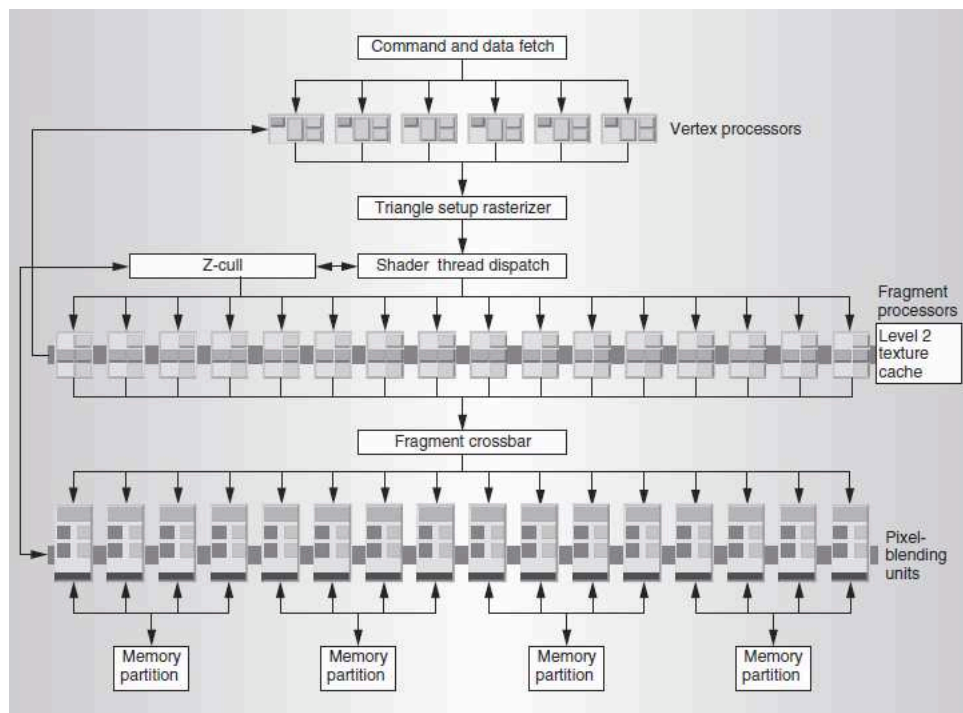 Command and data fetch
Vertex processors
Triangle setup rasterizer
Z-cull
Shader thread dispatch
Fragment
processors
Level 2
texture
cache
Fragment crossbar
Pixel-
blending
units
Memory
partition
Memory
partition
Memory
partition
Memory
partition